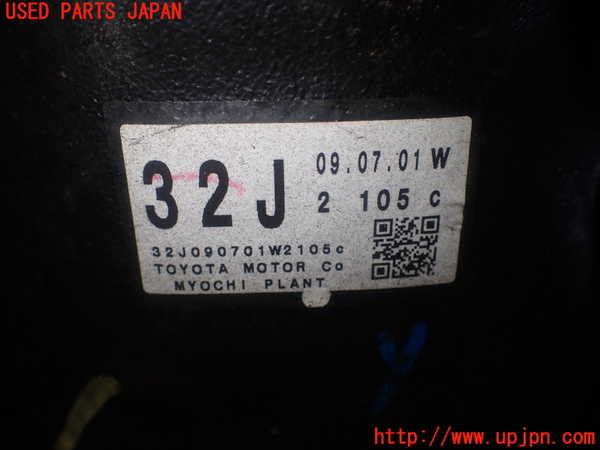 USED PARTS JAPAN
32J
09.07.01 W
2 105 c
32J090701W2105c
TOYOTA MOTOR Co
MYOCHI PLANT
http://www.upjpn.com/